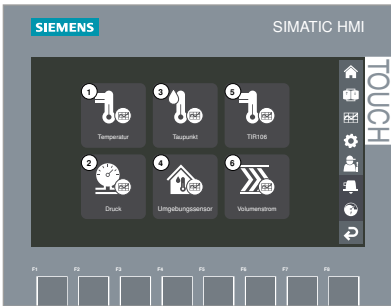 SIEMENS
SIMATIC HMI
TOUCH
1
3
5
Temperatur
Taupunkt
TIR106
2
4
6
Druck
Umgebungssensor
Volumenstrom
F1
F2
F3
F4
F5
F6
F7
F8